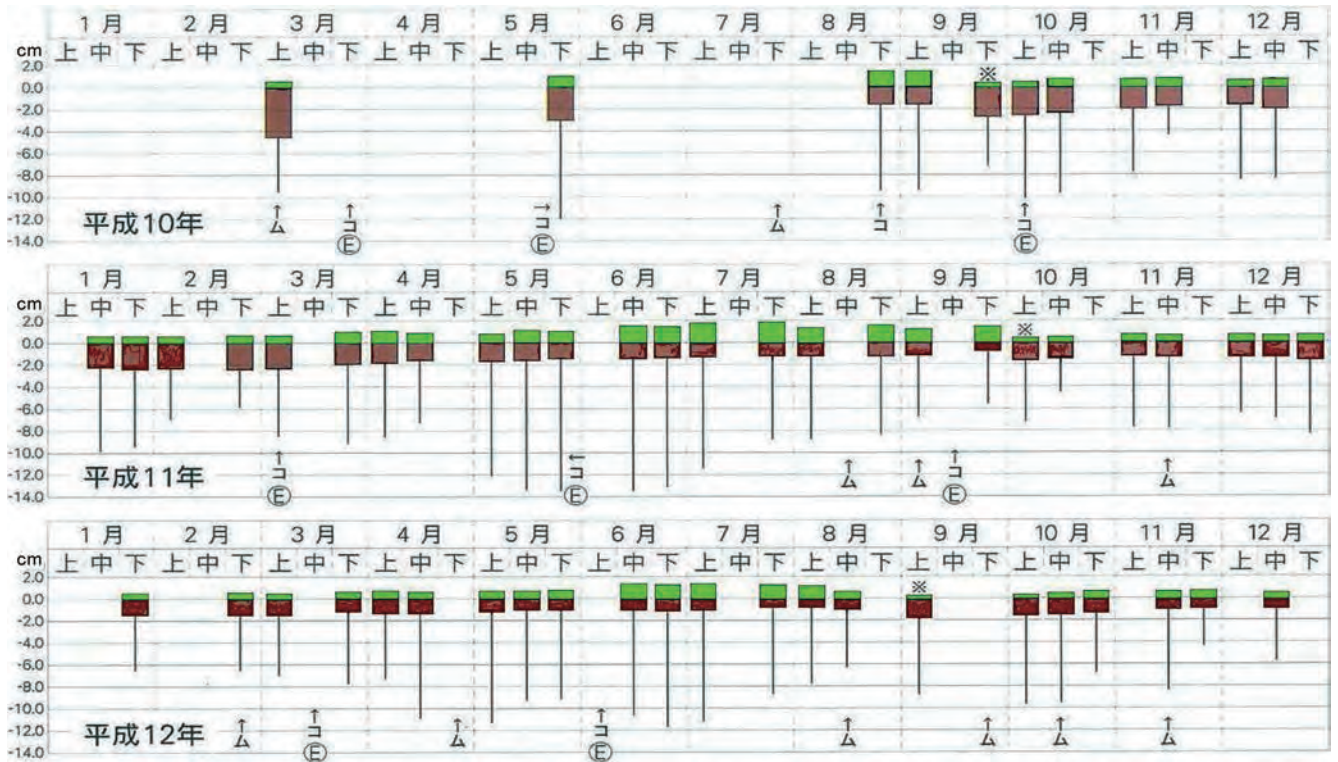 1月 2月 3月 4月 5月 6月 7月 8月 9月 10月 11月 12月
cm 上 中 下 上 中 下 上 中 下 上 中 下 上 中 下 上 中 下 上 中 下 上 中 下 上 中 下 上 中 下 上 中 下 上 中 下
2.0
※
0.0
-2.0
-4.0
-6.0
-8.0
-10.0
↑ ↑ → ↑ ↑ ↑
-12.0 平成10年 ム コ コ ム コ コ
-14.0 Ⓔ Ⓔ Ⓔ
1月 2月 3月 4月 5月 6月 7月 8月 9月 10月 11月 12月
cm 上 中 下 上 中 下 上 中 下 上 中 下 上 中 下 上 中 下 上 中 下 上 中 下 上 中 下 上 中 下 上 中 下 上 中 下
2.0
※
0.0
-2.0
-4.0
-6.0
-8.0
-10.0
↑ ↑ ↑ ↑ ↑ ↑
-12.0 平成11年 コ コ ム ム コ ム
-14.0 Ⓔ Ⓔ Ⓔ
1月 2月 3月 4月 5月 6月 7月 8月 9月 10月 11月 12月
cm 上 中 下 上 中 下 上 中 下 上 中 下 上 中 下 上 中 下 上 中 下 上 中 下 上 中 下 上 中 下 上 中 下 上 中 下
2.0
※
0.0
-2.0
-4.0
-6.0
-8.0
-10.0
↑ ↑ ↑ ↑ ↑ ↑ ↑ ↑
-12.0 平成12年 ム コ ム コ ム ム ム ム
-14.0 Ⓔ Ⓔ